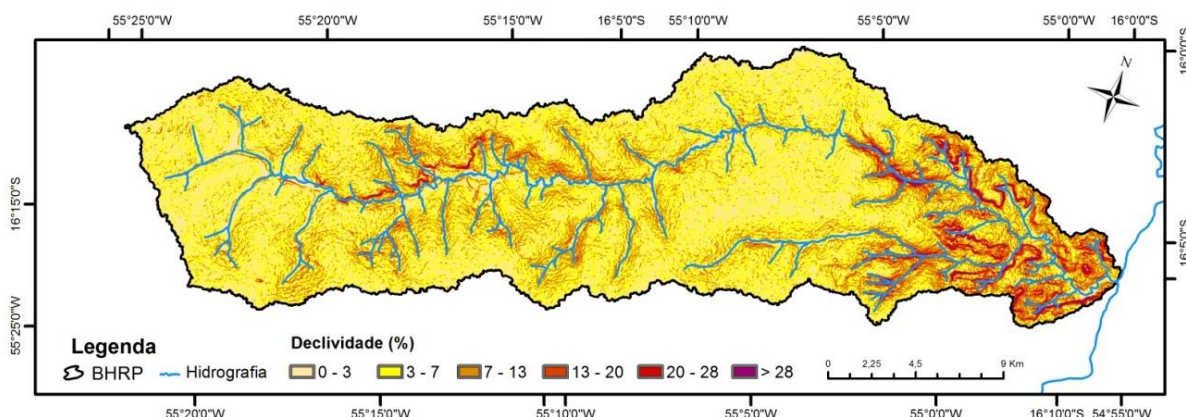 55°25'0"W 55°20'0"W 55°15'0"W 16°5'0"S 55°10'0"W 55°5'0"W 55°0'0"W 16°0'0"S
16°0'0"S
N
16°15'0"S
16°5'0"S
55°25'0"W
Legenda
BHRP
Hidrografia
Declividade (%)
0 - 3
3 - 7
7 - 13
13 - 20
20 - 28
> 28
0 2,25 4,5 9 Km
55°20'0"W 55°15'0"W 55°10'0"W 55°5'0"W 55°0'0"W 16°10'0"S 54°55'0"W